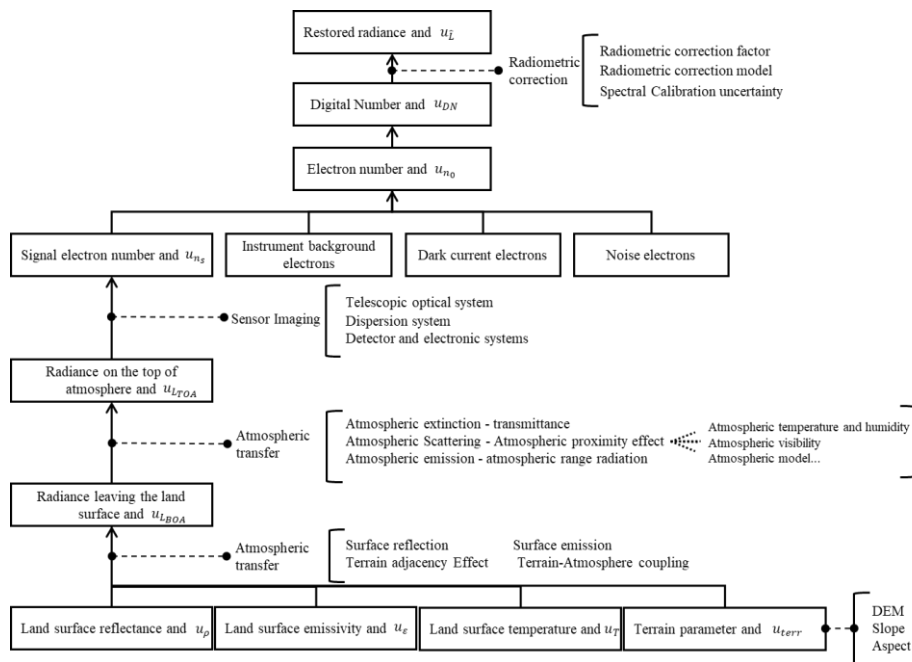 Restored radiance and u_L̂
Radiometric
correction
Radiometric correction factor
Radiometric correction model
Spectral Calibration uncertainty
Digital Number and u_DN
Electron number and u_n0
Signal electron number and u_ns
Instrument background
electrons
Dark current electrons
Noise electrons
Sensor Imaging
Telescopic optical system
Dispersion system
Detector and electronic systems
Radiance on the top of
atmosphere and u_LTOA
Atmospheric
transfer
Atmospheric extinction - transmittance
Atmospheric Scattering - Atmospheric proximity effect
Atmospheric emission - atmospheric range radiation
Atmospheric temperature and humidity
Atmospheric visibility
Atmospheric model...
Radiance leaving the land
surface and u_LBOA
Atmospheric
transfer
Surface reflection Surface emission
Terrain adjacency Effect Terrain-Atmosphere coupling
Land surface reflectance and u_ρ
Land surface emissivity and u_ε
Land surface temperature and u_T
Terrain parameter and u_terr
DEM
Slope
Aspect